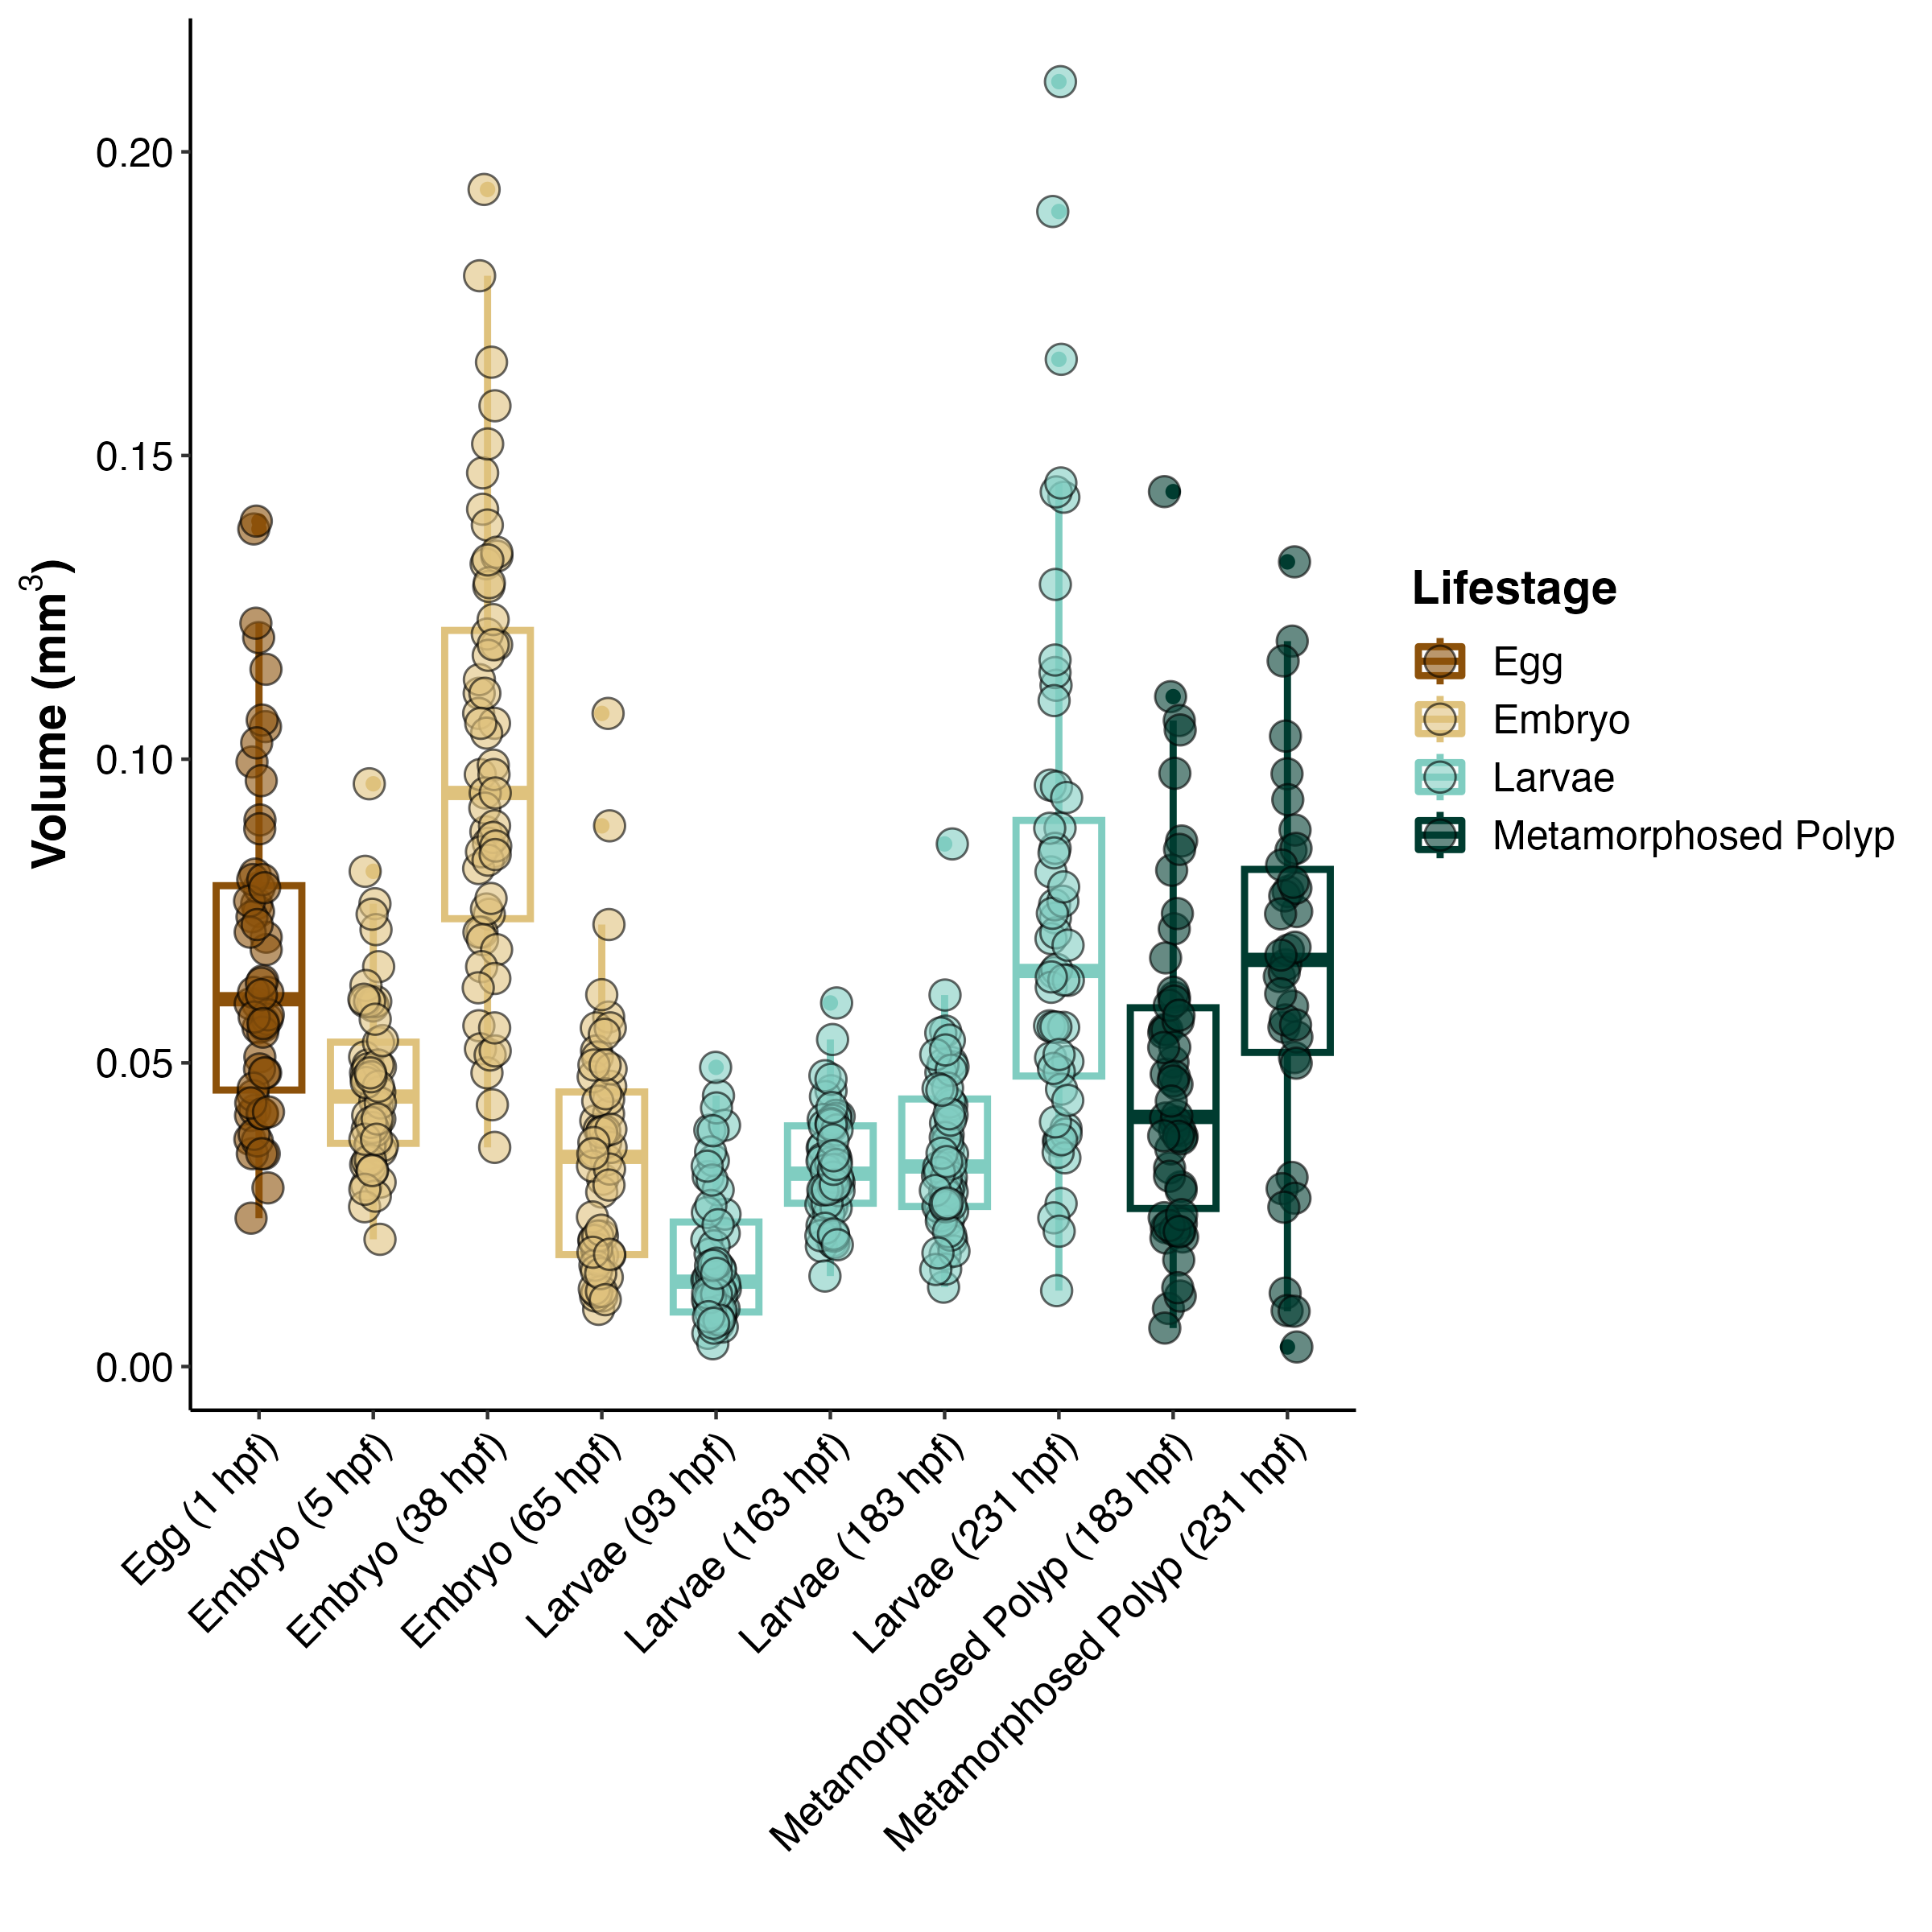 Volume (mm³)
0.20
0.15
0.10
0.05
0.00
Egg (1 hpf)
Embryo (5 hpf)
Embryo (38 hpf)
Embryo (65 hpf)
Larvae (93 hpf)
Larvae (163 hpf)
Larvae (183 hpf)
Larvae (231 hpf)
Metamorphosed Polyp (183 hpf)
Metamorphosed Polyp (231 hpf)
Lifestage
Egg
Embryo
Larvae
Metamorphosed Polyp